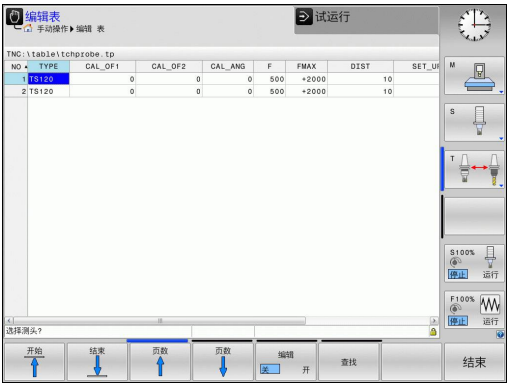 编辑表
手动操作 编辑 表
试运行
TNC:\table\tchprobe.tp
NO TYPE CAL_OF1 CAL_OF2 CAL_ANG F FMAX DIST SET_U
1 TS120 0 0 0 500 +2000 10
2 TS120 0 0 0 500 +2000 10
选择测头?
M
S
T
S100%
停止 运行
F100%
停止 运行
开始 结束 页数 页数 编辑 查找 结束
关 开